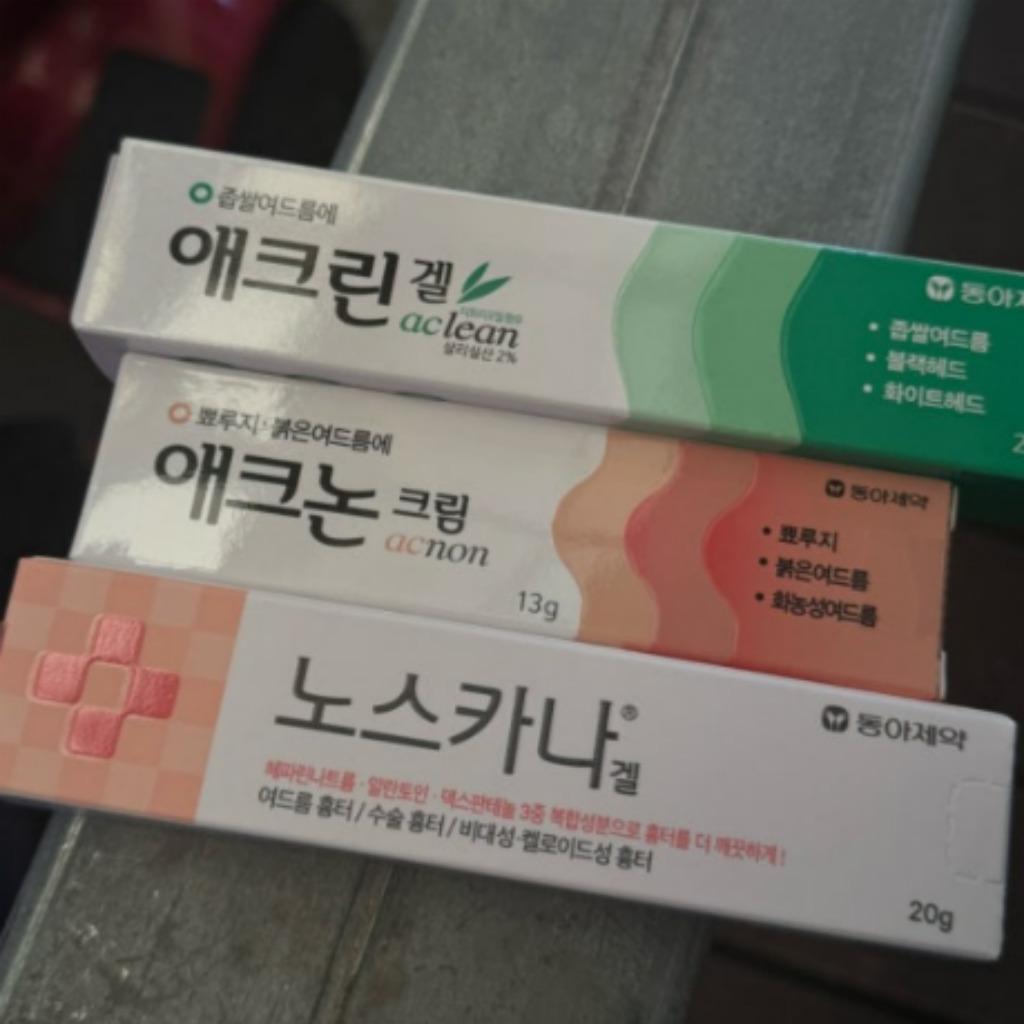 좁쌀여드름에
애크린 겔
aclean
살리실산 2%
동아제
• 좁쌀여드름
• 블랙헤드
• 화이트헤드
뾰루지·붉은여드름에
애크논 크림
acnon
13g
동아제약
• 뾰루지
• 붉은여드름
• 화농성여드름
노스카나® 겔
헤파린나트륨·알란토인·덱스판테놀 3중 복합성분으로 흉터를 더 깨끗하게!
여드름 흉터/수술 흉터/비대성·켈로이드성 흉터
동아제약
20g